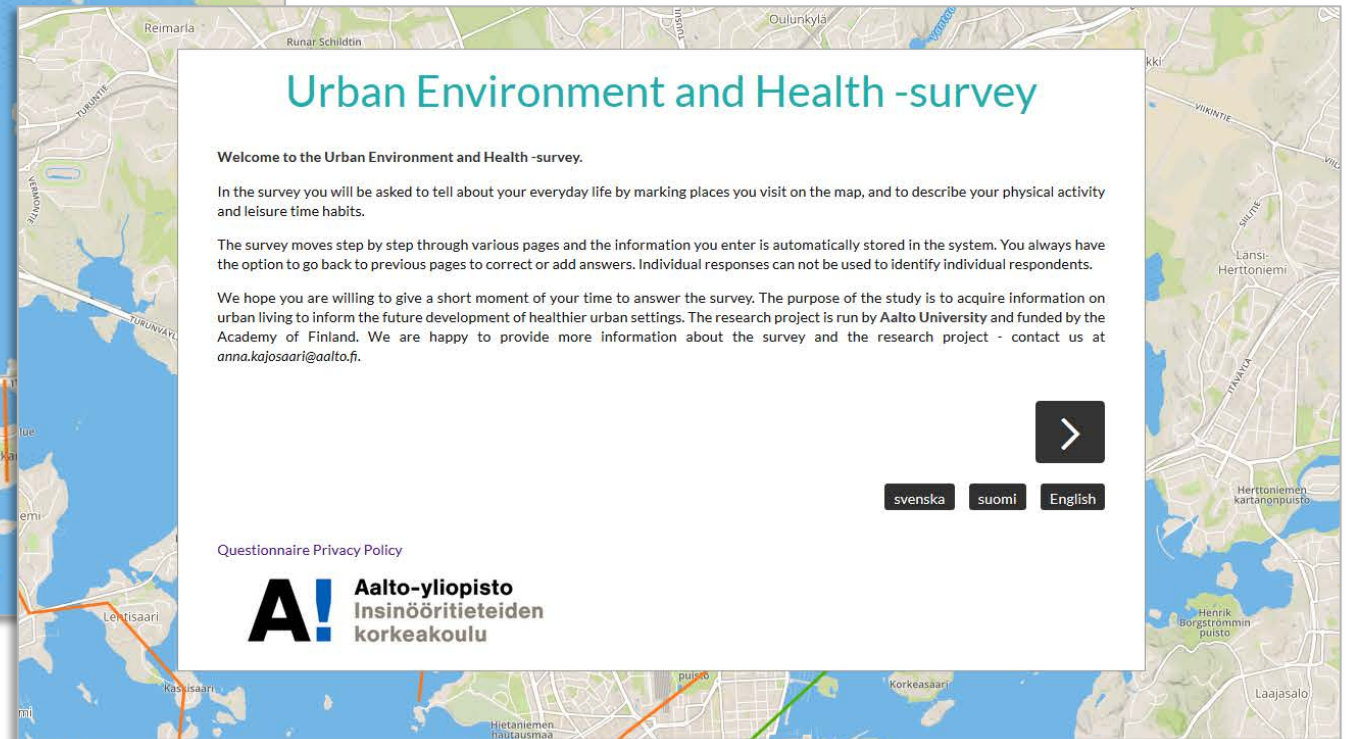 Reimarla
Runar Schildtin
Oulunkylä
Vantaa
TURUNTIE
VERMONTIE
VIIKINTIE
SIILITIE
Länsi-
Herttoniemi
ITÄVÄYLÄ
Urban Environment and Health -survey
Welcome to the Urban Environment and Health -survey.
In the survey you will be asked to tell about your everyday life by marking places you visit on the map, and to describe your physical activity
and leisure time habits.
The survey moves step by step through various pages and the information you enter is automatically stored in the system. You always have
the option to go back to previous pages to correct or add answers. Individual responses can not be used to identify individual respondents.
We hope you are willing to give a short moment of your time to answer the survey. The purpose of the study is to acquire information on
urban living to inform the future development of healthier urban settings. The research project is run by Aalto University and funded by the
Academy of Finland. We are happy to provide more information about the survey and the research project - contact us at
anna.kajosaari@aalto.fi.
svenska suomi English
Herttoniemen
kartanonpuisto
Questionnaire Privacy Policy
A! Aalto-yliopisto
Insinööritieteiden
korkeakoulu
Lehtisaari
Henrik
Borgströmmin
puisto
Kaskisaari
puisto
Korkeasaari
Laajasalo
Hietaniemen
hautausmaa